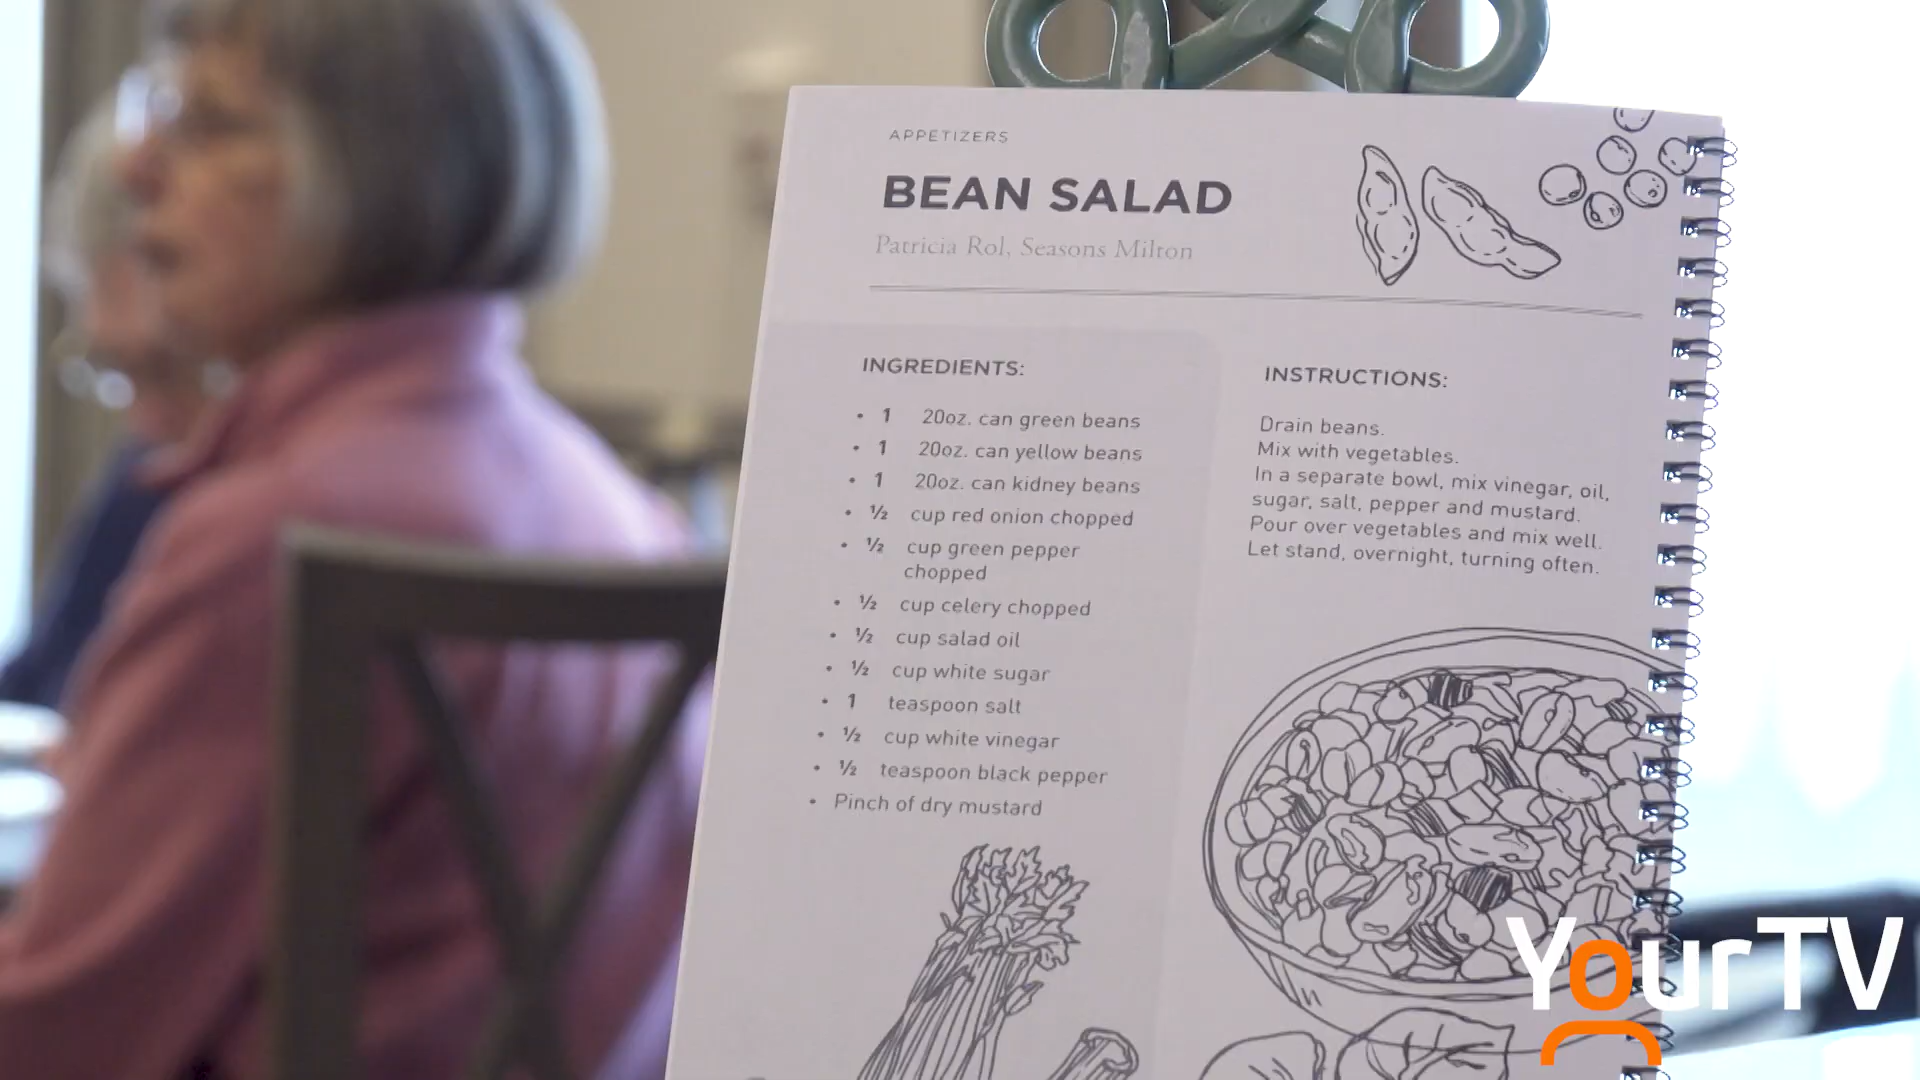 APPETIZERS
BEAN SALAD
Patricia Rol, Seasons Milton
INGREDIENTS:
• 1 20oz. can green beans
• 1 20oz. can yellow beans
• 1 20oz. can kidney beans
• ½ cup red onion chopped
• ½ cup green pepper
chopped
• ½ cup celery chopped
• ½ cup salad oil
• ½ cup white sugar
• 1 teaspoon salt
• ½ cup white vinegar
• ½ teaspoon black pepper
• Pinch of dry mustard
INSTRUCTIONS:
Drain beans.
Mix with vegetables.
In a separate bowl, mix vinegar, oil,
sugar, salt, pepper and mustard.
Pour over vegetables and mix well.
Let stand, overnight, turning often.
YourTV